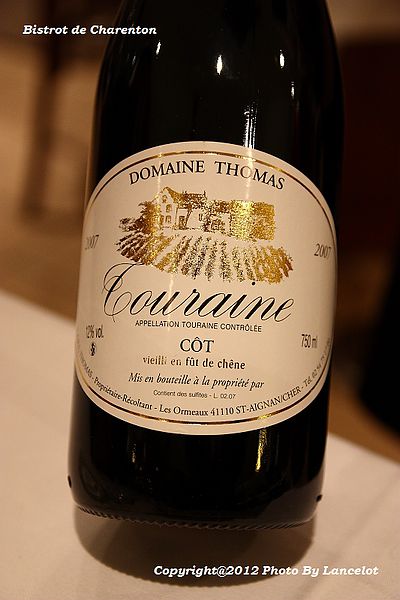 Bistrot de Charenton
DOMAINE THOMAS
2007 2007
Touraine
APPELLATION TOURAINE CONTRÔLÉE
12% vol. 750 ml
CÔT
vieilli en fût de chêne
Mis en bouteille à la propriété par
Contient des sulfites - L. 02.07
THOMAS - Propriétaire-Récoltant - Les Ormeaux 41110 ST-AIGNAN/CHER - Tél.
Copyright@2012 Photo By Lancelot